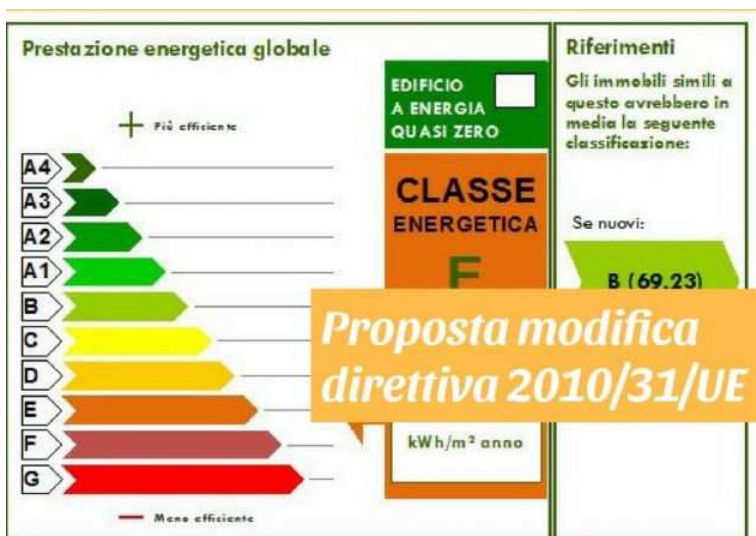 Prestazione energetica globale
Più efficiente
A4
A3
A2
A1
B
C
D
E
F
G
Meno efficiente
EDIFICIO
A ENERGIA
QUASI ZERO
CLASSE
ENERGETICA
kWh/m² anno
Riferimenti
Gli immobili simili a
questo avrebbero in
media la seguente
classificazione:
Se nuovi:
B (69,23)
Proposta modifica
direttiva 2010/31/UE